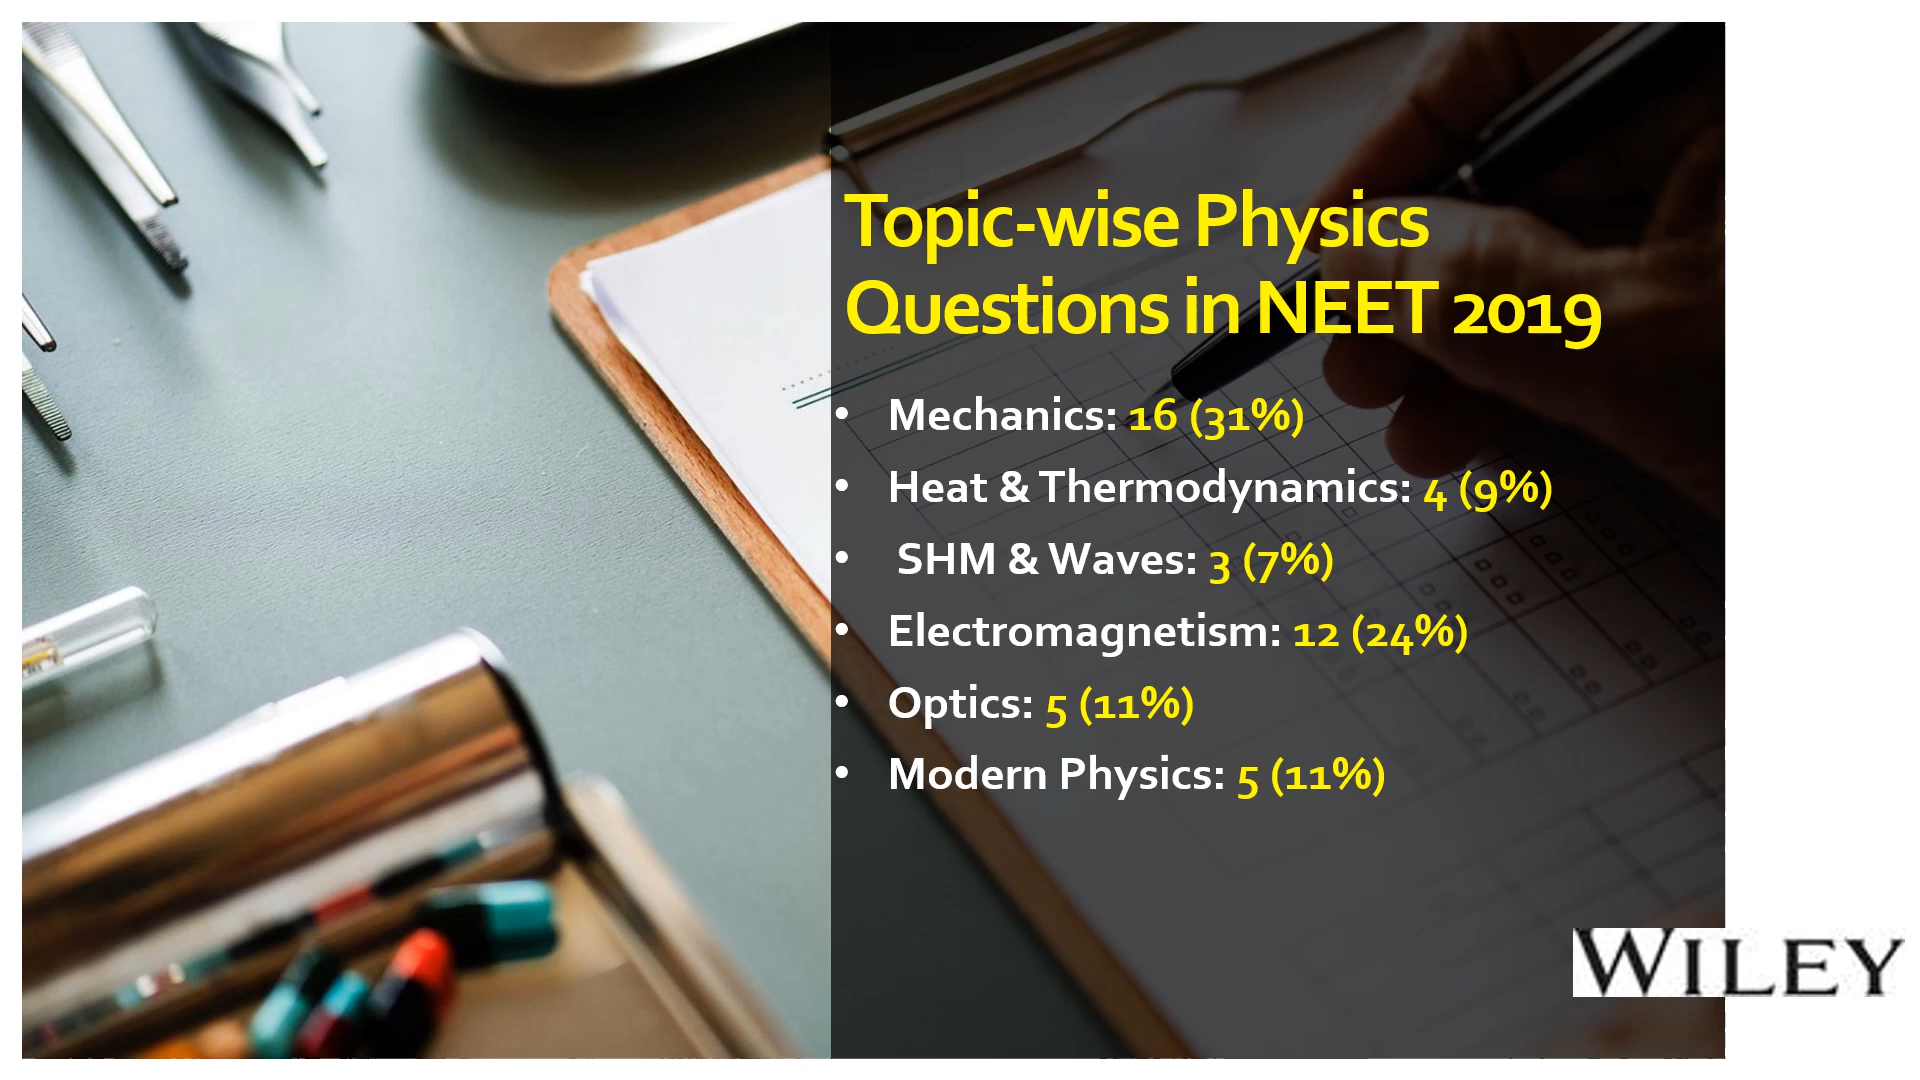 Topic-wise Physics
Questions in NEET 2019
• Mechanics: 16 (31%)
• Heat & Thermodynamics: 4 (9%)
• SHM & Waves: 3 (7%)
• Electromagnetism: 12 (24%)
• Optics: 5 (11%)
• Modern Physics: 5 (11%)
WILEY